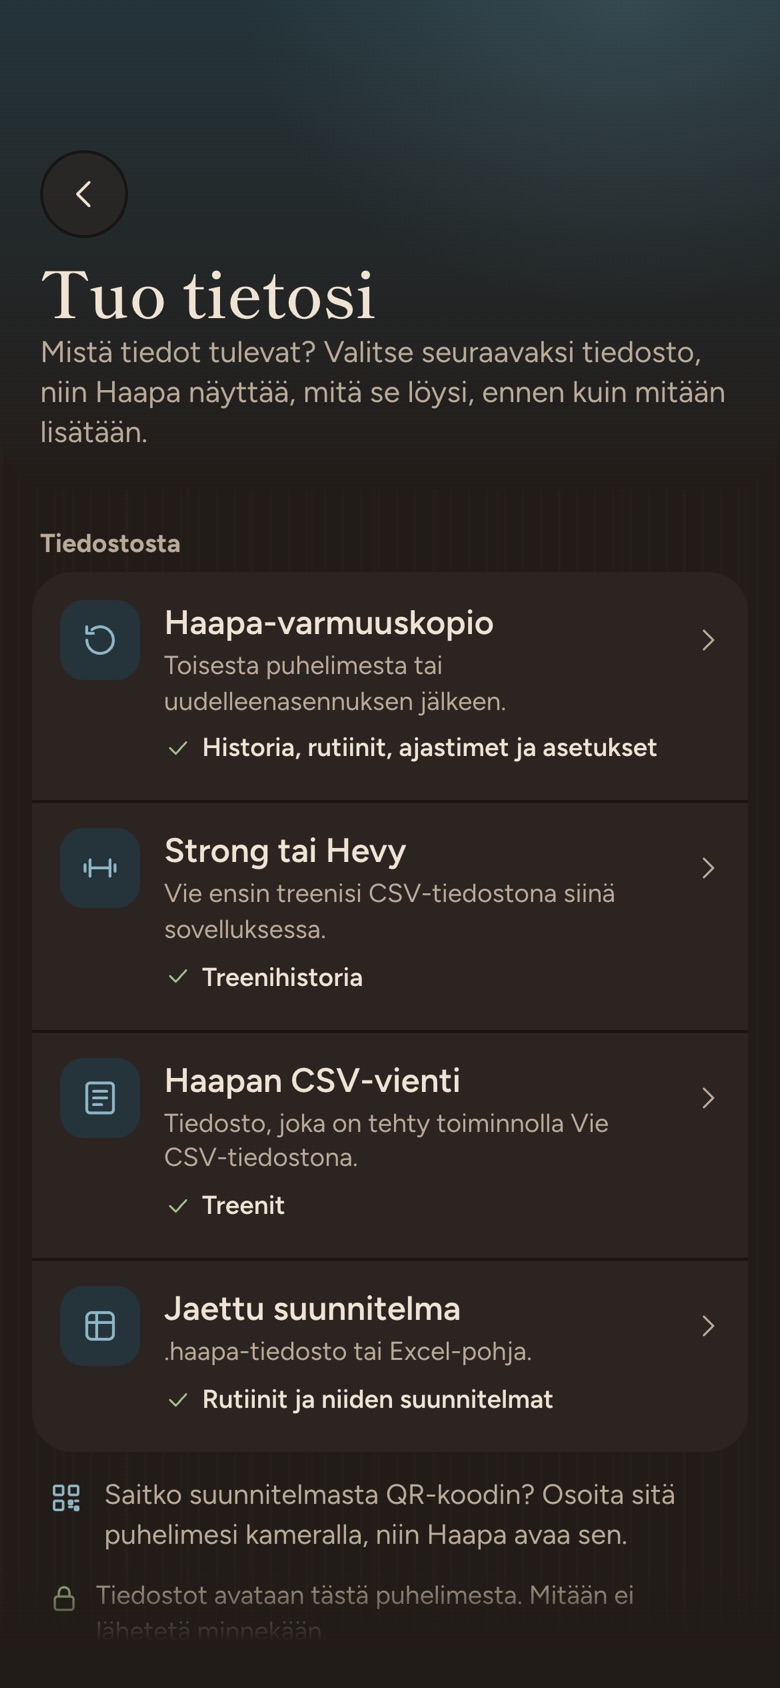 Tuo tietosi
Mistä tiedot tulevat? Valitse seuraavaksi tiedosto,
niin Haapa näyttää, mitä se löysi, ennen kuin mitään
lisätään.
Tiedostosta
Haapa-varmuuskopio
Toisesta puhelimesta tai
uudelleenasennuksen jälkeen.
Historia, rutiinit, ajastimet ja asetukset
Strong tai Hevy
Vie ensin treenisi CSV-tiedostona siinä
sovelluksessa.
Treenihistoria
Haapan CSV-vienti
Tiedosto, joka on tehty toiminnolla Vie
CSV-tiedostona.
Treenit
Jaettu suunnitelma
.haapa-tiedosto tai Excel-pohja.
Rutiinit ja niiden suunnitelmat
Saitko suunnitelmasta QR-koodin? Osoita sitä
puhelimesi kameralla, niin Haapa avaa sen.
Tiedostot avataan tästä puhelimesta. Mitään ei
lähetetä minnekään.